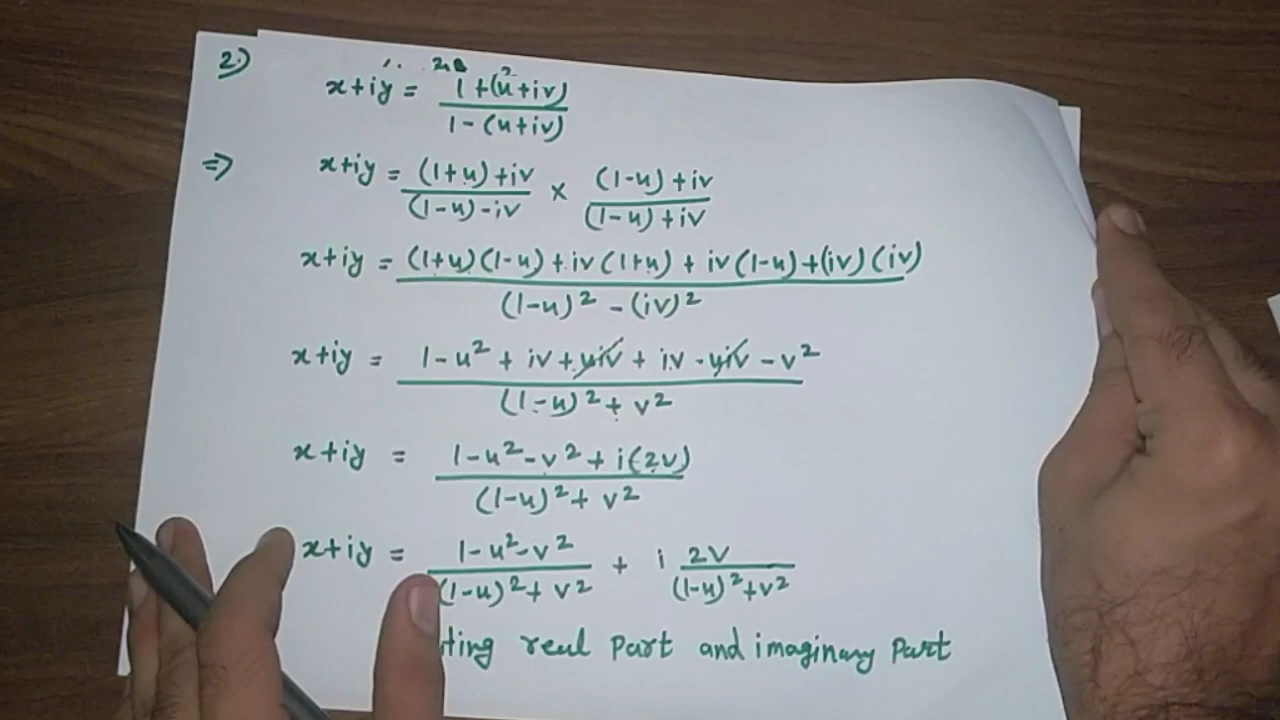 2.)
x+iy = 1+(u+iv) / 1-(u+iv)
=> x+iy = (1+u)+iv / (1-u)-iv × (1-u)+iv / (1-u)+iv
x+iy = (1+u)(1-u)+iv(1+u)+iv(1-u)+(iv)(iv) / (1-u)² - (iv)²
x+iy = 1-u² + iv + uiv + iv - uiv - v² / (1-u)² + v²
x+iy = 1-u²-v² + i(2v) / (1-u)² + v²
x+iy = 1-u²-v² / (1-u)² + v² + i 2v / (1-u)²+v²
ting real part and imaginary part